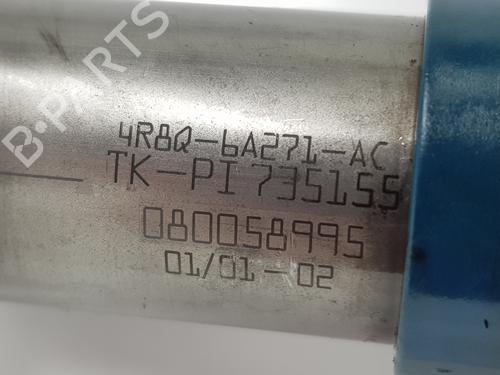 B-PARTS
4R8Q-6A271-AC
TK-PI 735155
080058995
01/01-02